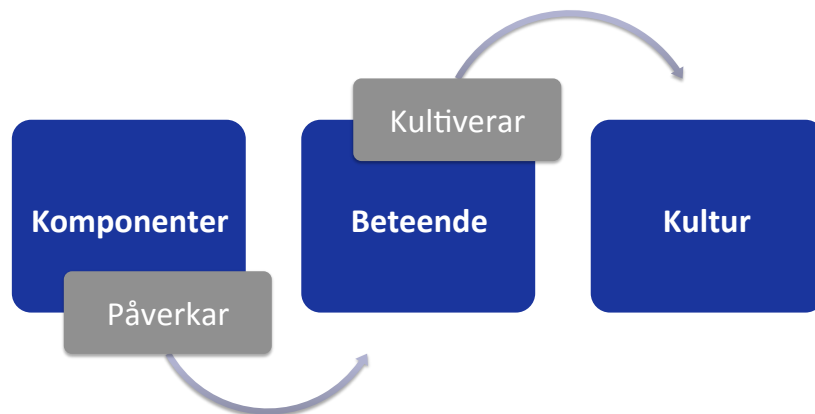 Komponenter
Påverkar
Kultiverar
Beteende
Kultur